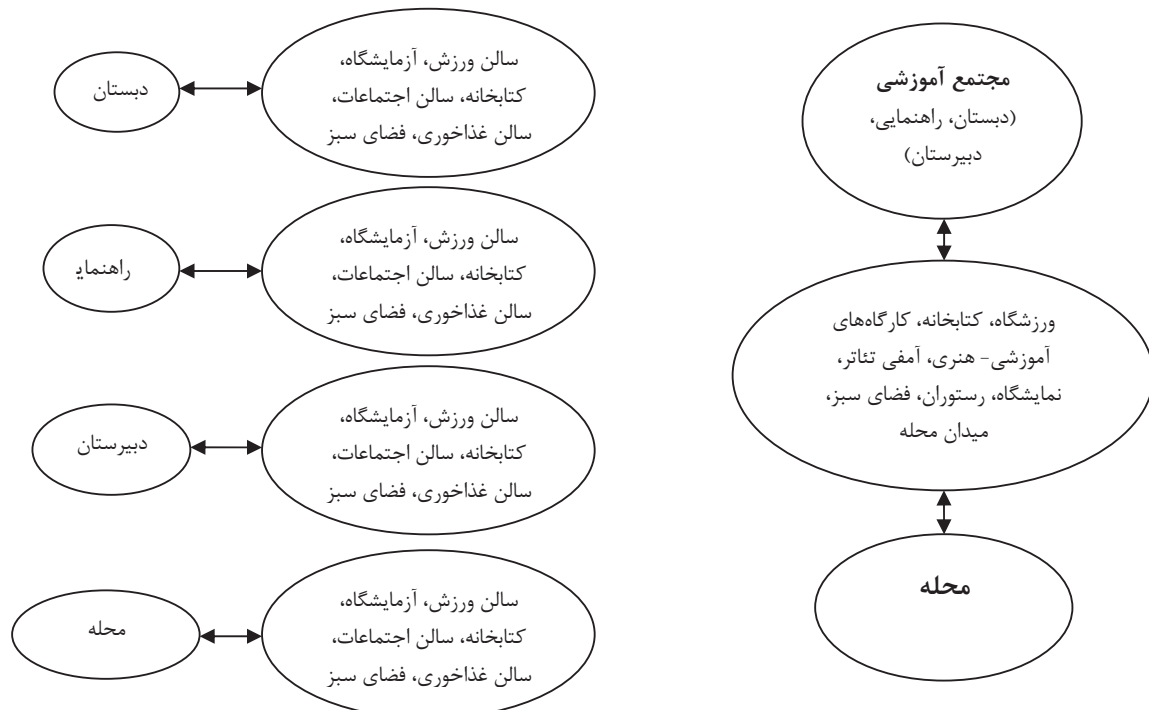 مجتمع آموزشی
(دبستان، راهنمایی،
دبیرستان)
ورزشگاه، کتابخانه، کارگاه‌های
آموزشی- هنری، آمفی تئاتر،
نمایشگاه، رستوران، فضای سبز،
میدان محله
محله
سالن ورزش، آزمایشگاه،
کتابخانه، سالن اجتماعات،
سالن غذاخوری، فضای سبز
دبستان
سالن ورزش، آزمایشگاه،
کتابخانه، سالن اجتماعات،
سالن غذاخوری، فضای سبز
راهنمای
سالن ورزش، آزمایشگاه،
کتابخانه، سالن اجتماعات،
سالن غذاخوری، فضای سبز
دبیرستان
سالن ورزش، آزمایشگاه،
کتابخانه، سالن اجتماعات،
سالن غذاخوری، فضای سبز
محله